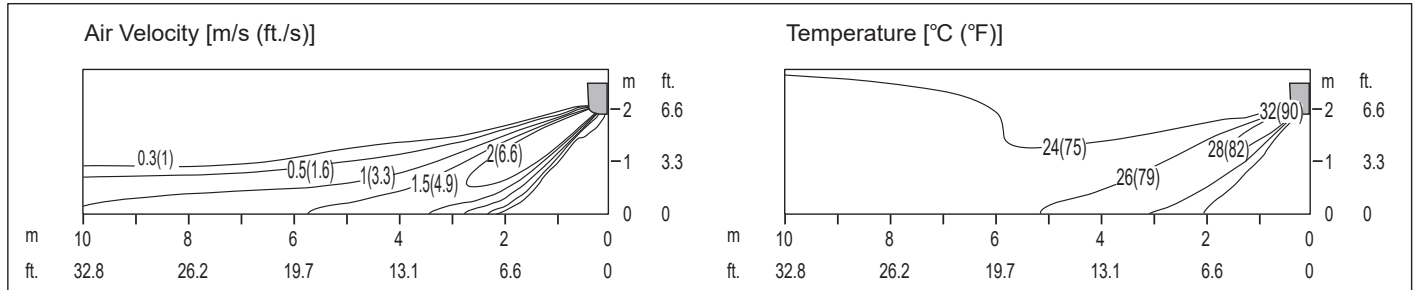 Air Velocity [m/s (ft./s)]
m ft.
2 6.6
1 3.3
0 0
0.3(1)
0.5(1.6)
1(3.3)
1.5(4.9)
2(6.6)
m 10 8 6 4 2 0
ft. 32.8 26.2 19.7 13.1 6.6 0
Temperature [°C (°F)]
m ft.
2 6.6
1 3.3
0 0
32(90)
28(82)
24(75)
26(79)
m 10 8 6 4 2 0
ft. 32.8 26.2 19.7 13.1 6.6 0